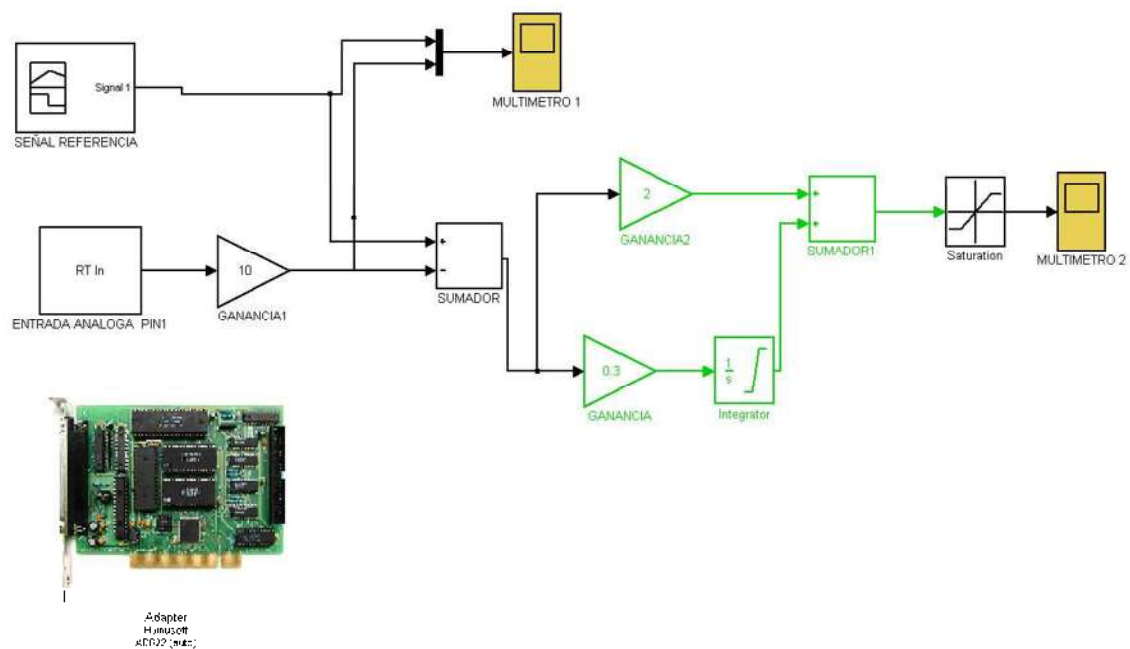 Signal 1
SEÑAL REFERENCIA
MULTIMETRO 1
RT In
ENTRADA ANALOGA PIN1
10
GANANCIA1
+
-
SUMADOR
2
GANANCIA2
0.3
GANANCIA
1
s
Integrator
+
+
SUMADOR1
Saturation
MULTIMETRO 2
Adapter
(auto)